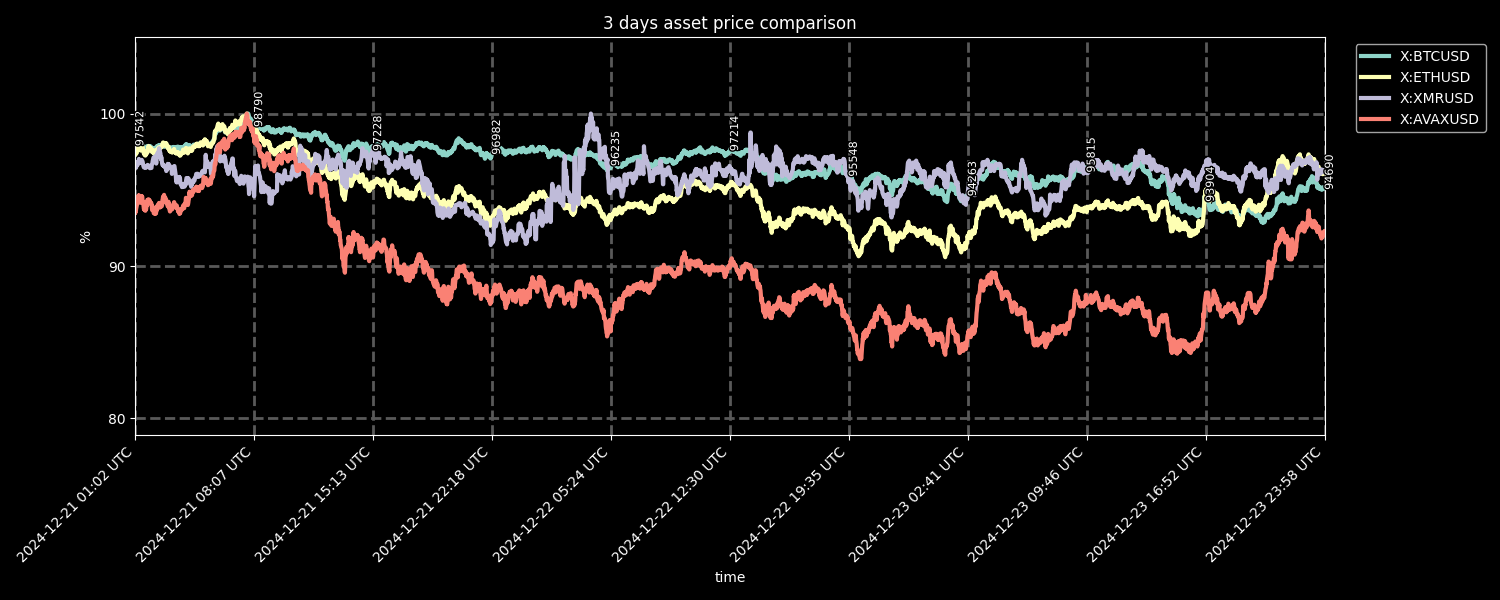 3 days asset price comparison
X:BTCUSD
X:ETHUSD
X:XMRUSD
X:AVAXUSD
100
90
80
%
97542
98790
97228
96982
96235
97214
95548
94263
95815
93904
94690
2024-12-21 01:02 UTC
2024-12-21 08:07 UTC
2024-12-21 15:13 UTC
2024-12-21 22:18 UTC
2024-12-22 05:24 UTC
2024-12-22 12:30 UTC
2024-12-22 19:35 UTC
2024-12-23 02:41 UTC
2024-12-23 09:46 UTC
2024-12-23 16:52 UTC
2024-12-23 23:58 UTC
time